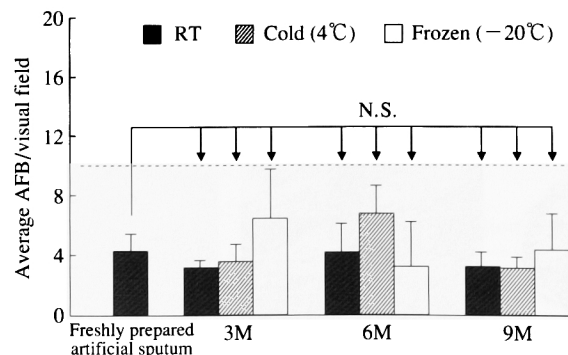 RT Cold (4℃) Frozen (−20℃)
N.S.
Average AFB/visual field
20
16
12
8
4
0
Freshly prepared
artificial sputum
3M 6M 9M